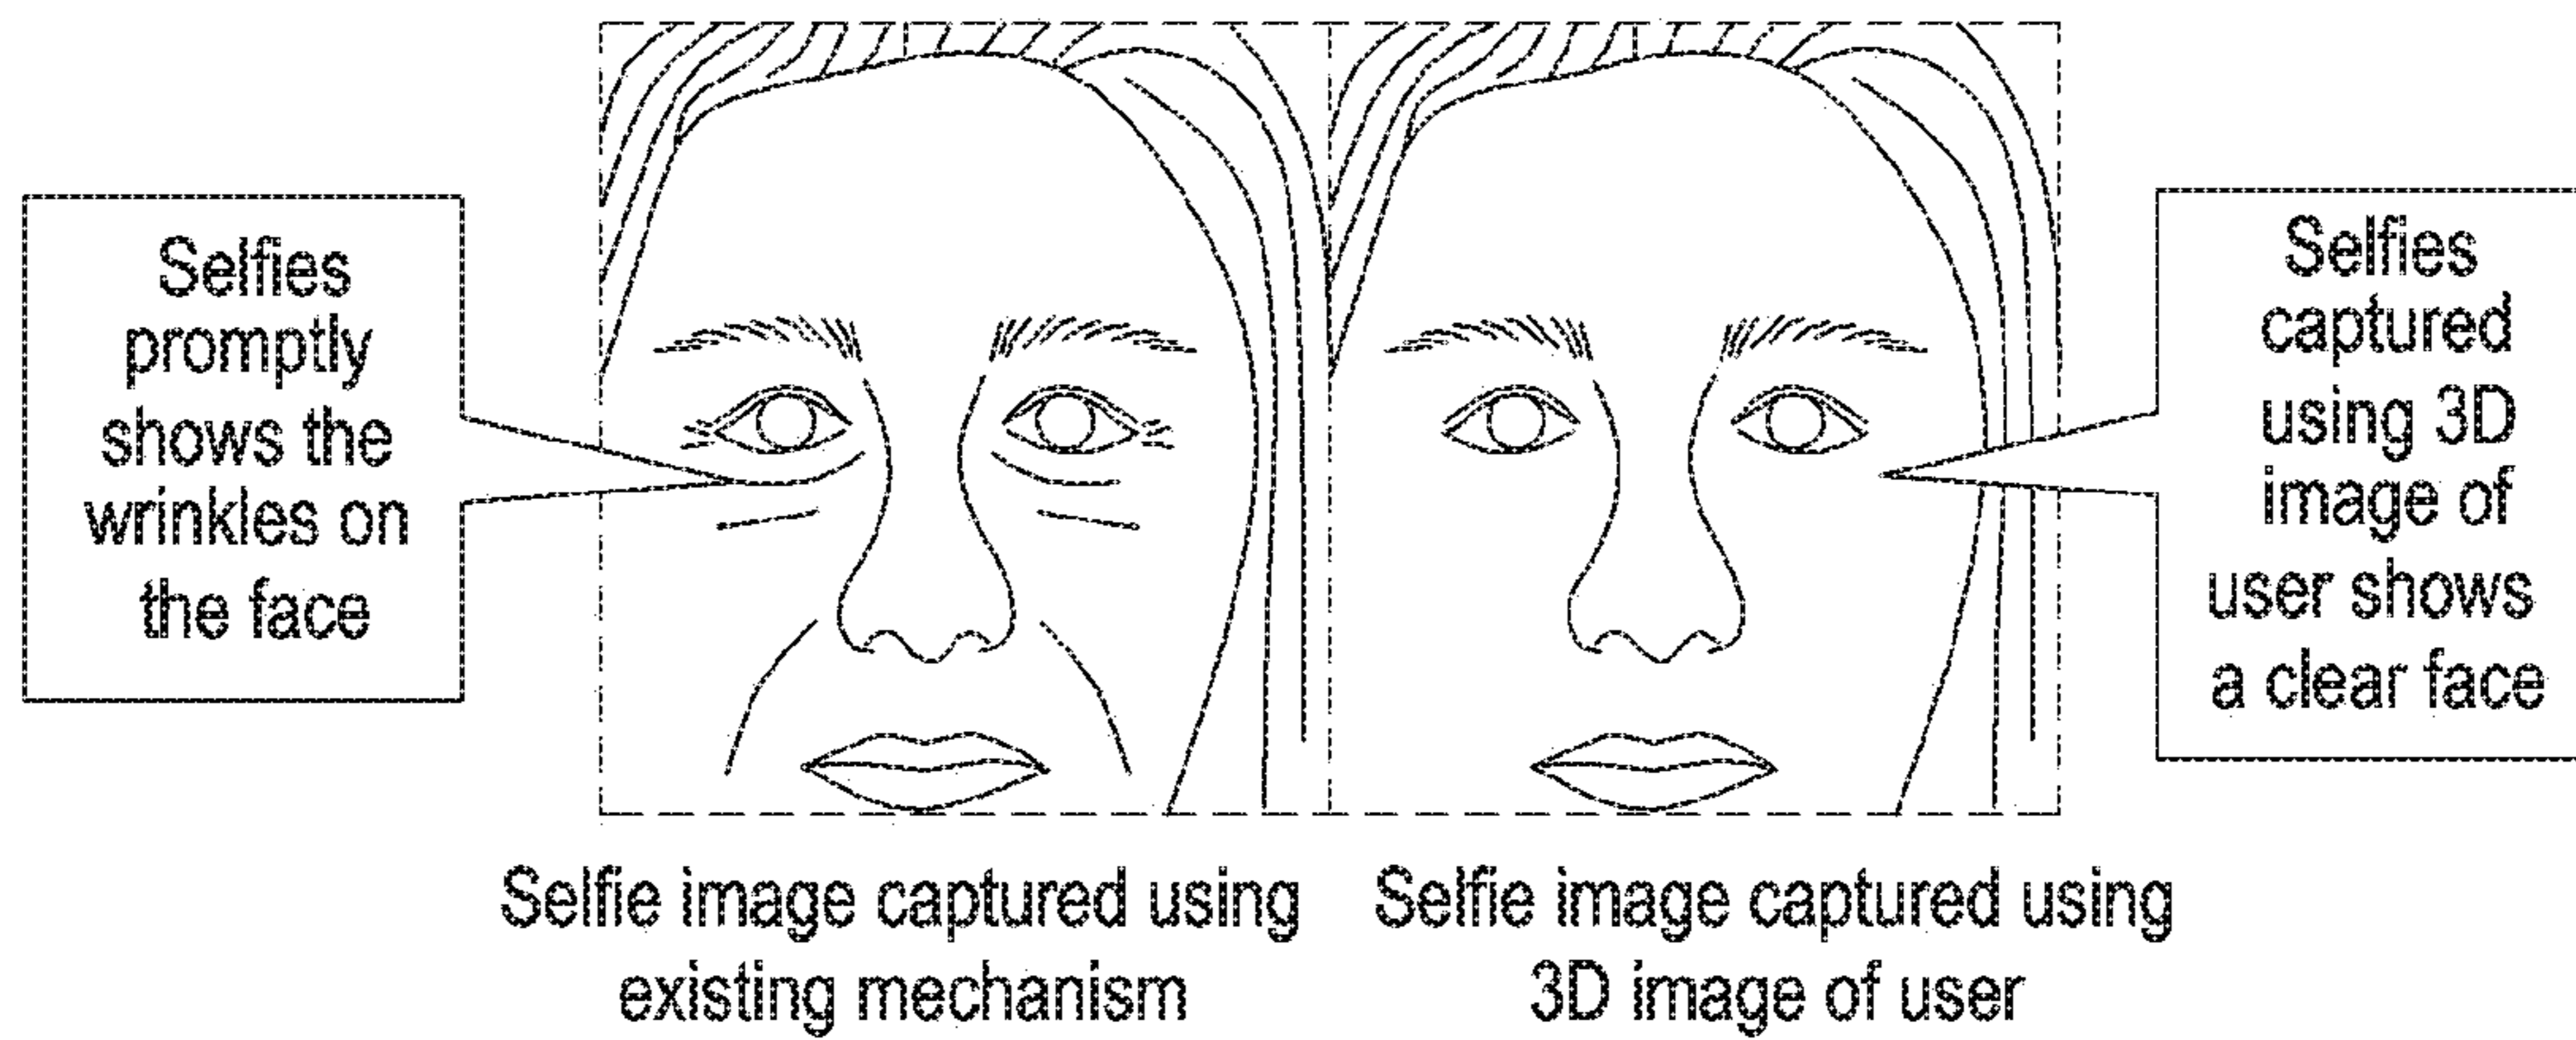 Selfies
promptly
shows the
wrinkles on
the face
Selfies
captured
using 3D
image of
user shows
a clear face
Selfie image captured using
existing mechanism
Selfie image captured using
3D image of user